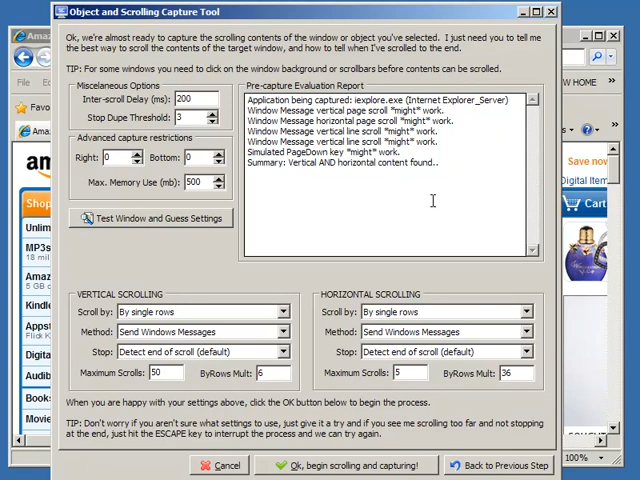 Object and Scrolling Capture Tool
Ok, we're almost ready to capture the scrolling contents of the window or object you've selected. I just need you to tell
me the best way to scroll the contents of the target window, and how to tell when I've scrolled to the end.
TIP: For some windows you need to click on the window background or scrollbars before contents can be scrolled.
Miscelaneous Options
Inter-scroll Delay (ms): 200
Stop Dupe Threshold: 3
Advanced capture restrictions
Right: 0 Bottom: 0
Max. Memory Use (mb): 500
Test Window and Guess Settings
Pre-capture Evaluation Report
Application being captured: iexplore.exe (Internet Explorer_Server)
Window Message vertical page scroll *might* work.
Window Message horizontal page scroll *might* work.
Window Message vertical line scroll *might* work.
Window Message vertical line scroll *might* work.
Simulated PageDown key *might* work.
Summary: Vertical AND horizontal content found..
VERTICAL SCROLLING
Scroll by: By single rows
Method: Send Windows Messages
Stop: Detect end of scroll (default)
Maximum Scrolls: 50 ByRows Mult: 6
HORIZONTAL SCROLLING
Scroll by: By single rows
Method: Send Windows Messages
Stop: Detect end of scroll (default)
Maximum Scrolls: 5 ByRows Mult: 36
When you are happy with your settings above, click the OK button below to begin the process.
TIP: Don't worry if you aren't sure what settings to use, just give it a try and if you see me scrolling too far and not stopping
at the end, just hit the ESCAPE key to interrupt the process and we can try again.
Cancel
Ok, begin scrolling and capturing!
Back to Previous Step
Amaz
File
Favor
Ama
am
Shop
Unlim
MP3s
18 mil
Amaz
5 GB
Kindle
Appst
Flick K
Digita
Audib
Book
Movie
HOME
Cart
100%